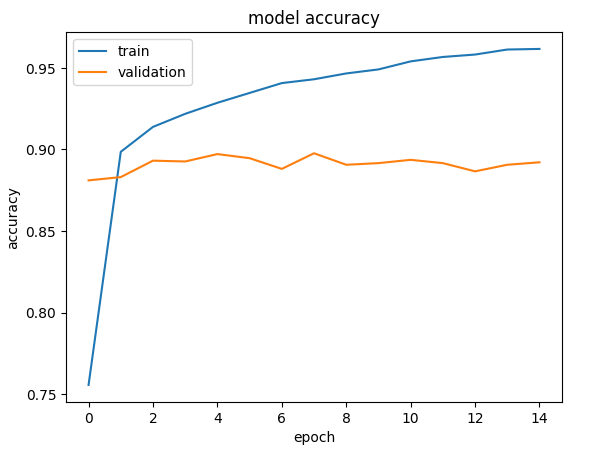 model accuracy
train
validation
0.95
0.90
0.85
0.80
0.75
accuracy
0 2 4 6 8 10 12 14
epoch